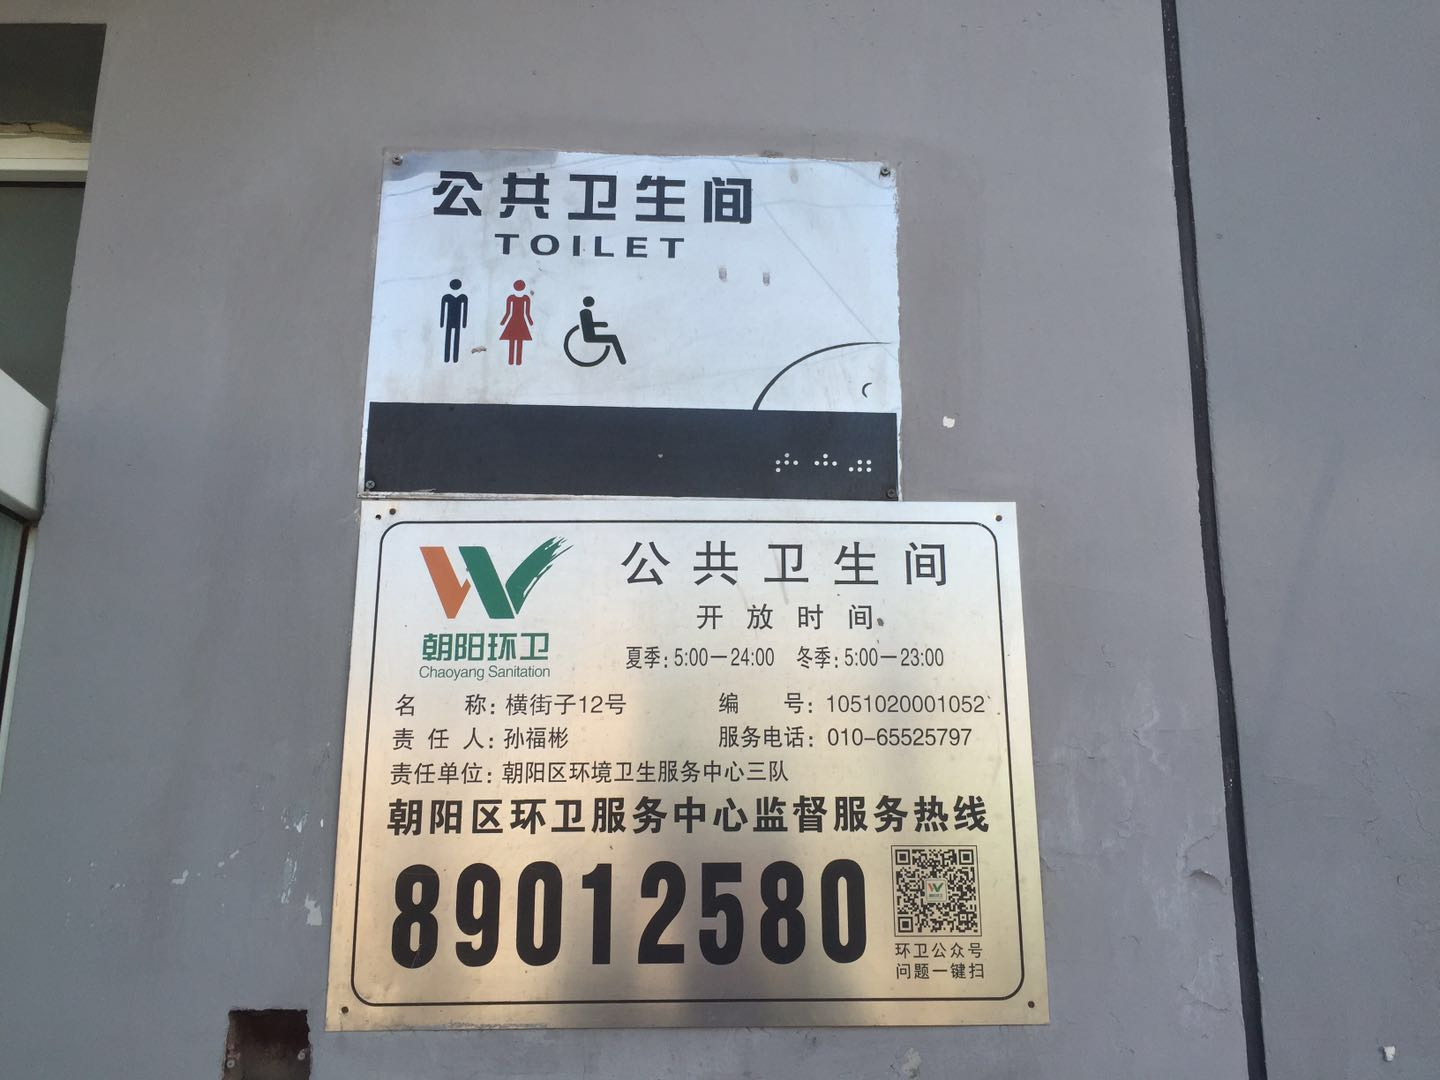 公共卫生间
TOILET
朝阳环卫
Chaoyang Sanitation
公共卫生间
开放时间
夏季:5:00—24:00 冬季:5:00—23:00
名称:横街子12号 编号:1051020001052
责任人:孙福彬 服务电话:010-65525797
责任单位:朝阳区环境卫生服务中心三队
朝阳区环卫服务中心监督服务热线
89012580
环卫公众号
问题一键扫